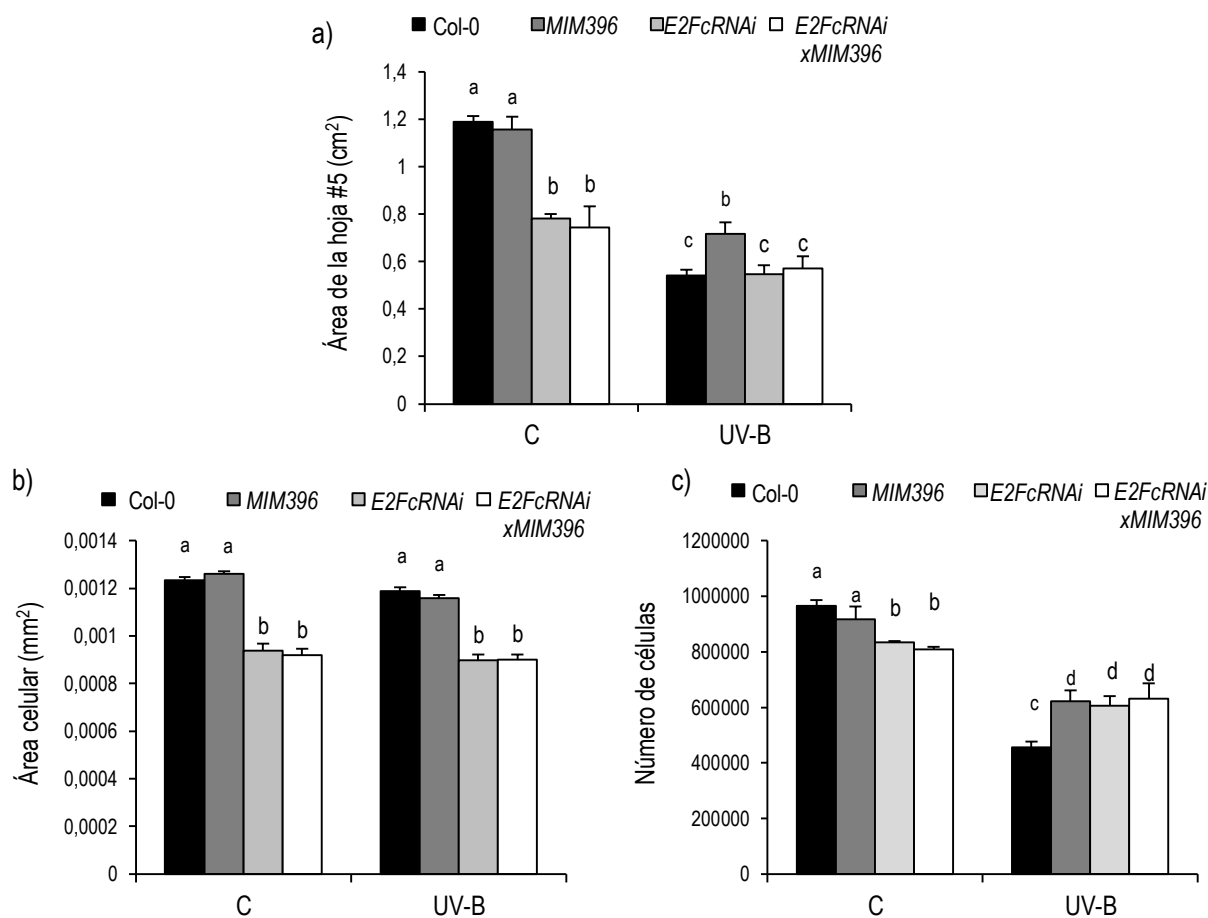 a)
Col-0 MIM396 E2FcRNAi E2FcRNAi
xMIM396
Área de la hoja #5 (cm²)
1,4
1,2
1
0,8
0,6
0,4
0,2
0
a a b b c b c c
C UV-B
b)
Col-0 MIM396 E2FcRNAi E2FcRNAi
xMIM396
Área celular (mm²)
0,0014
0,0012
0,001
0,0008
0,0006
0,0004
0,0002
0
a a b b a a b b
C UV-B
c)
Col-0 MIM396 E2FcRNAi E2FcRNAi
xMIM396
Número de células
1200000
1000000
800000
600000
400000
200000
0
a a b b c d d d
C UV-B